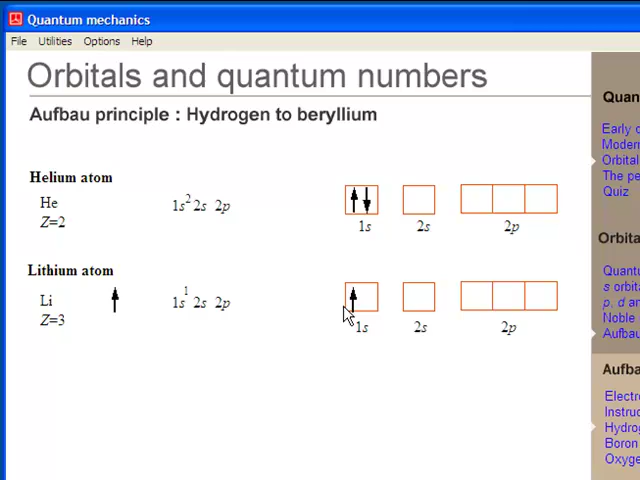 Quantum mechanics
File Utilities Options Help
Orbitals and quantum numbers
Aufbau principle : Hydrogen to beryllium
Helium atom
He 1s² 2s 2p
Z=2
1s 2s 2p
Lithium atom
Li 1s¹ 2s 2p
Z=3
1s 2s 2p
Quan
Early o
Modern
Orbital
The pe
Quiz
Orbit
Quantu
s orbita
p, d an
Noble
Aufbau
Aufba
Electro
Instruc
Hydrog
Boron
Oxyge